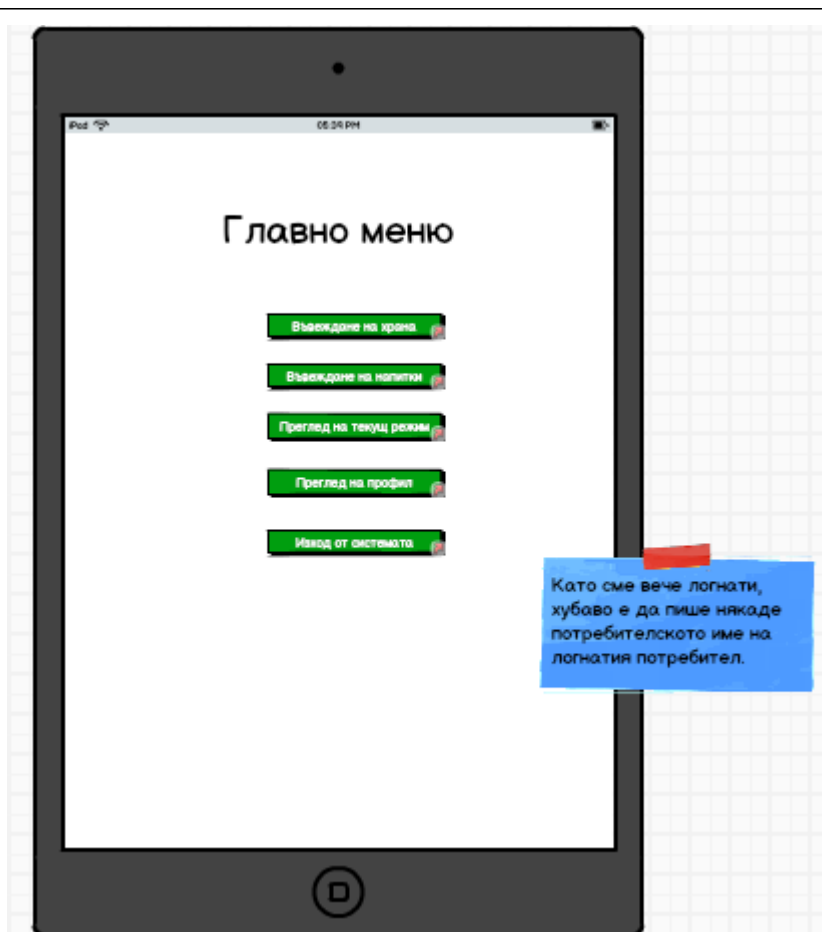 iPad
05:39 PM
Главно меню
Въвеждане на храна
Въвеждане на напитки
Преглед на текущ режим
Преглед на профил
Изход от системата
Като сме вече логнати,
хубаво е да пише някаде
потребителското име на
логнатия потребител.